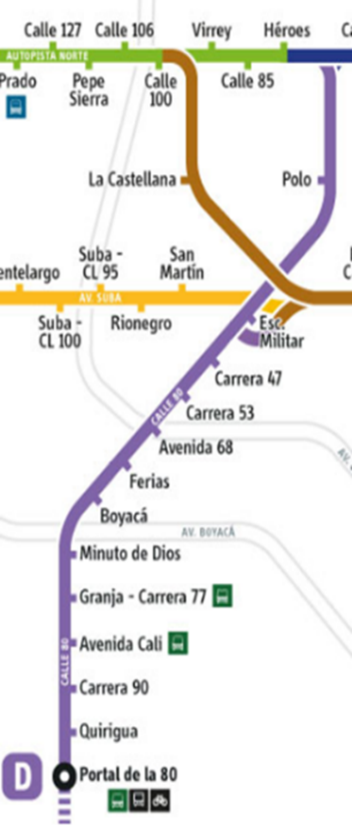 Calle 127
Calle 106
Virrey
Héroes
AUTOPISTA NORTE
Prado
Pepe
Sierra
Calle
100
Calle 85
La Castellana
Polo
Suba -
CL 95
San
Martín
AV. SUBA
Suba -
CL 100
Rionegro
Esc.
Militar
Carrera 47
CALLE 80
Carrera 53
Avenida 68
AV.
Ferias
Boyacá
AV. BOYACÁ
Minuto de Dios
Granja - Carrera 77
Avenida Cali
CALLE 80
Carrera 90
Quirigua
D
Portal de la 80